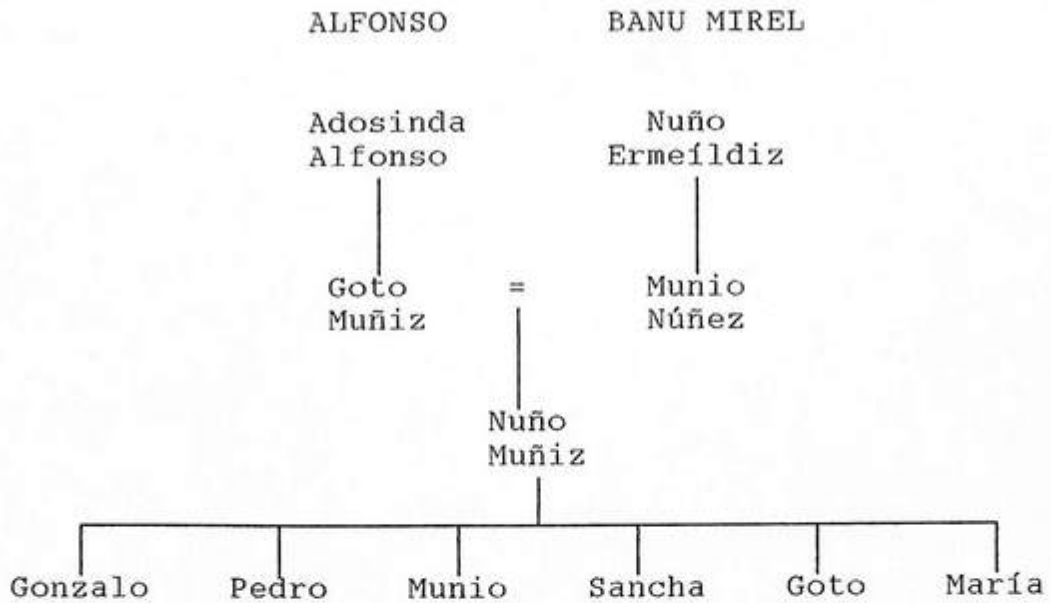 ALFONSO BANU MIREL
Adosinda Nuño
Alfonso Ermeíldiz
Goto = Munio
Muñiz Núñez
Nuño
Muñiz
Gonzalo Pedro Munio Sancha Goto María